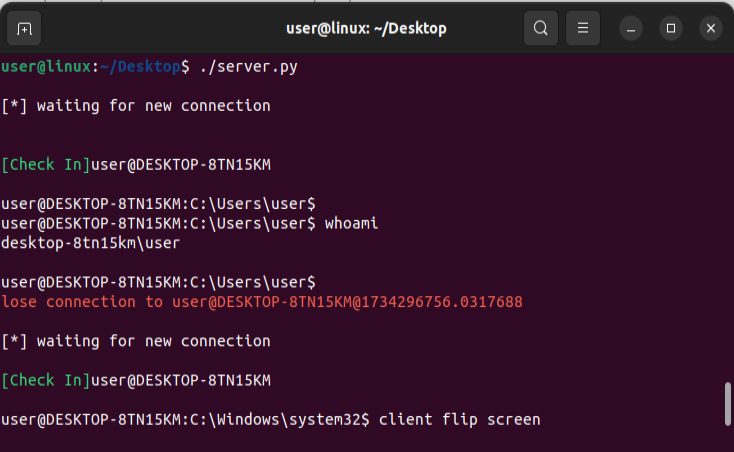 user@linux: ~/Desktop
user@linux:~/Desktop$ ./server.py
[*] waiting for new connection
[Check In]user@DESKTOP-8TN15KM
user@DESKTOP-8TN15KM:C:\Users\user$
user@DESKTOP-8TN15KM:C:\Users\user$ whoami
desktop-8tn15km\user
user@DESKTOP-8TN15KM:C:\Users\user$
lose connection to user@DESKTOP-8TN15KM@1734296756.0317688
[*] waiting for new connection
[Check In]user@DESKTOP-8TN15KM
user@DESKTOP-8TN15KM:C:\Windows\system32$ client flip screen